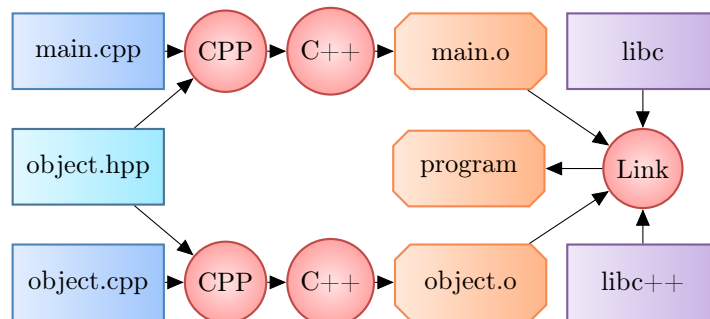 main.cpp
CPP
C++
main.o
libc
object.hpp
program
Link
object.cpp
CPP
C++
object.o
libc++